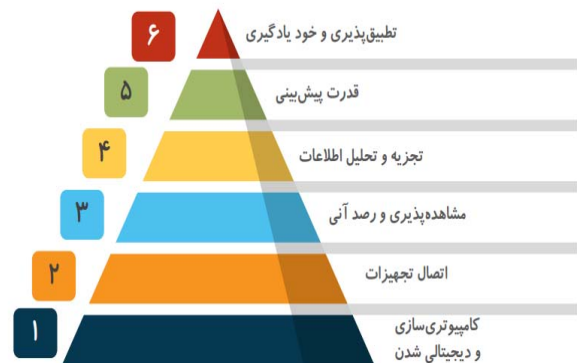 ۶
تطبیق‌پذیری و خود یادگیری
۵
قدرت پیش‌بینی
۴
تجزیه و تحلیل اطلاعات
۳
مشاهده‌پذیری و رصد آنی
۲
اتصال تجهیزات
۱
کامپیوتری‌سازی
و دیجیتالی شدن